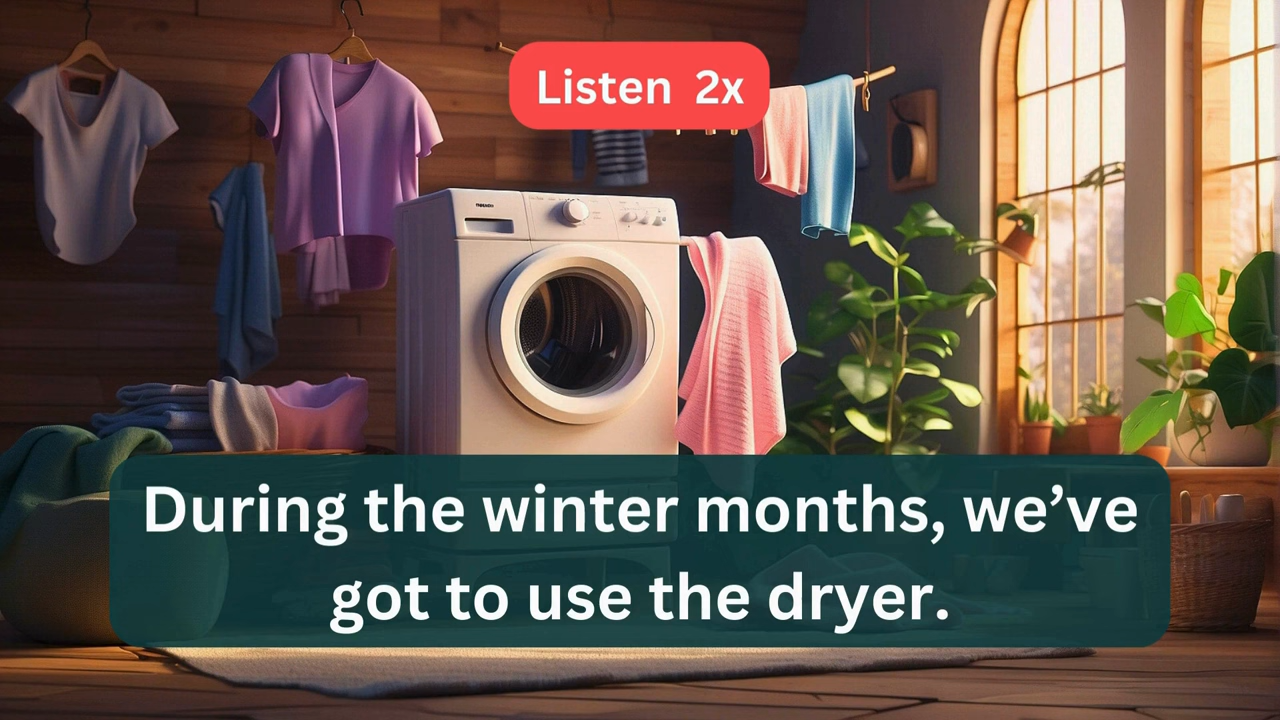 Listen 2x
During the winter months, we’ve
got to use the dryer.